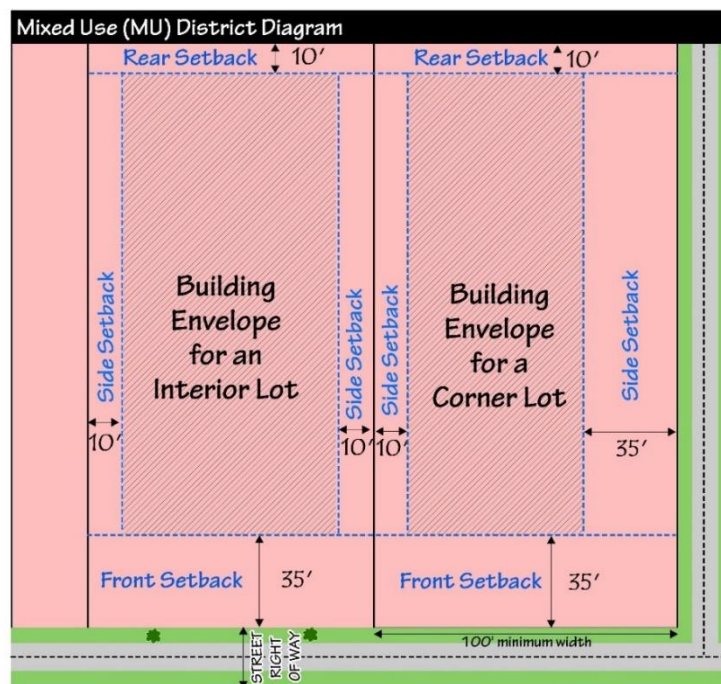 Mixed Use (MU) District Diagram
Rear Setback 10'
Rear Setback 10'
Building
Envelope
for an
Interior Lot
Building
Envelope
for a
Corner Lot
Side Setback
Side Setback
Side Setback
Side Setback
10'
10'
10'
35'
Front Setback 35'
Front Setback 35'
100' minimum width
STREET
RIGHT
OF WAY